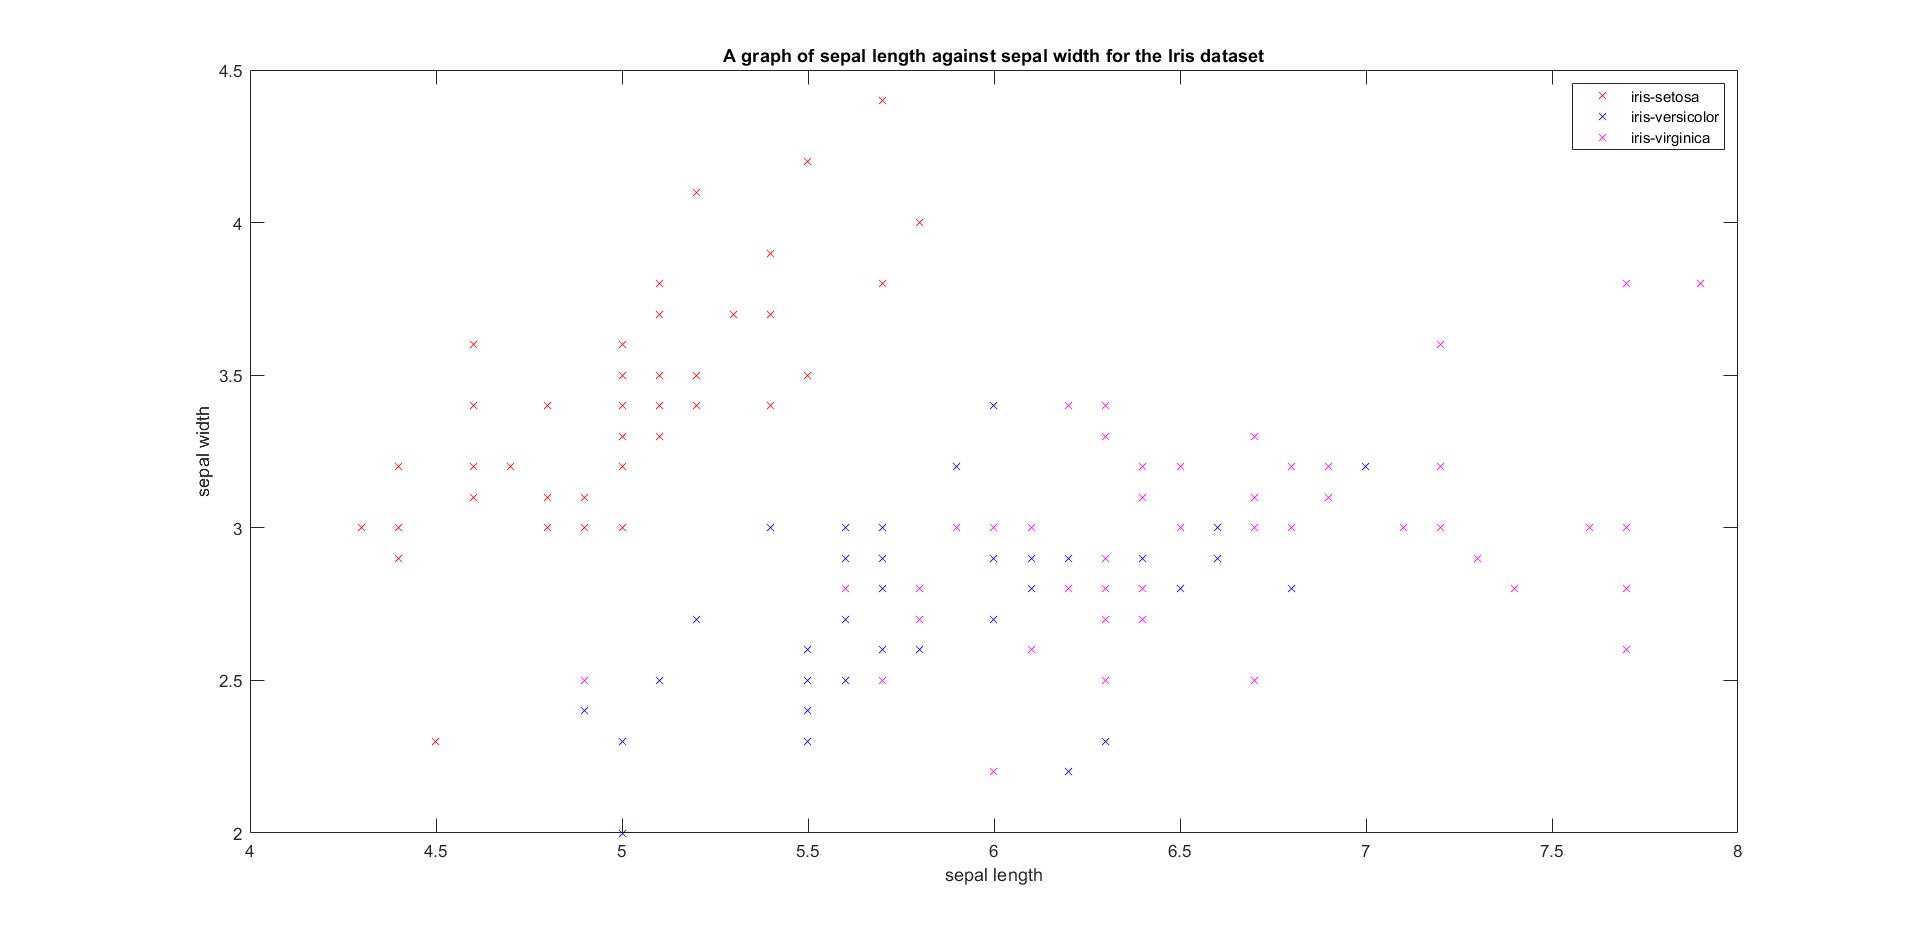 A graph of sepal length against sepal width for the Iris dataset
iris-setosa
iris-versicolor
iris-virginica
4.5
4
3.5
3
2.5
2
sepal width
4 4.5 5 5.5 6 6.5 7 7.5 8
sepal length